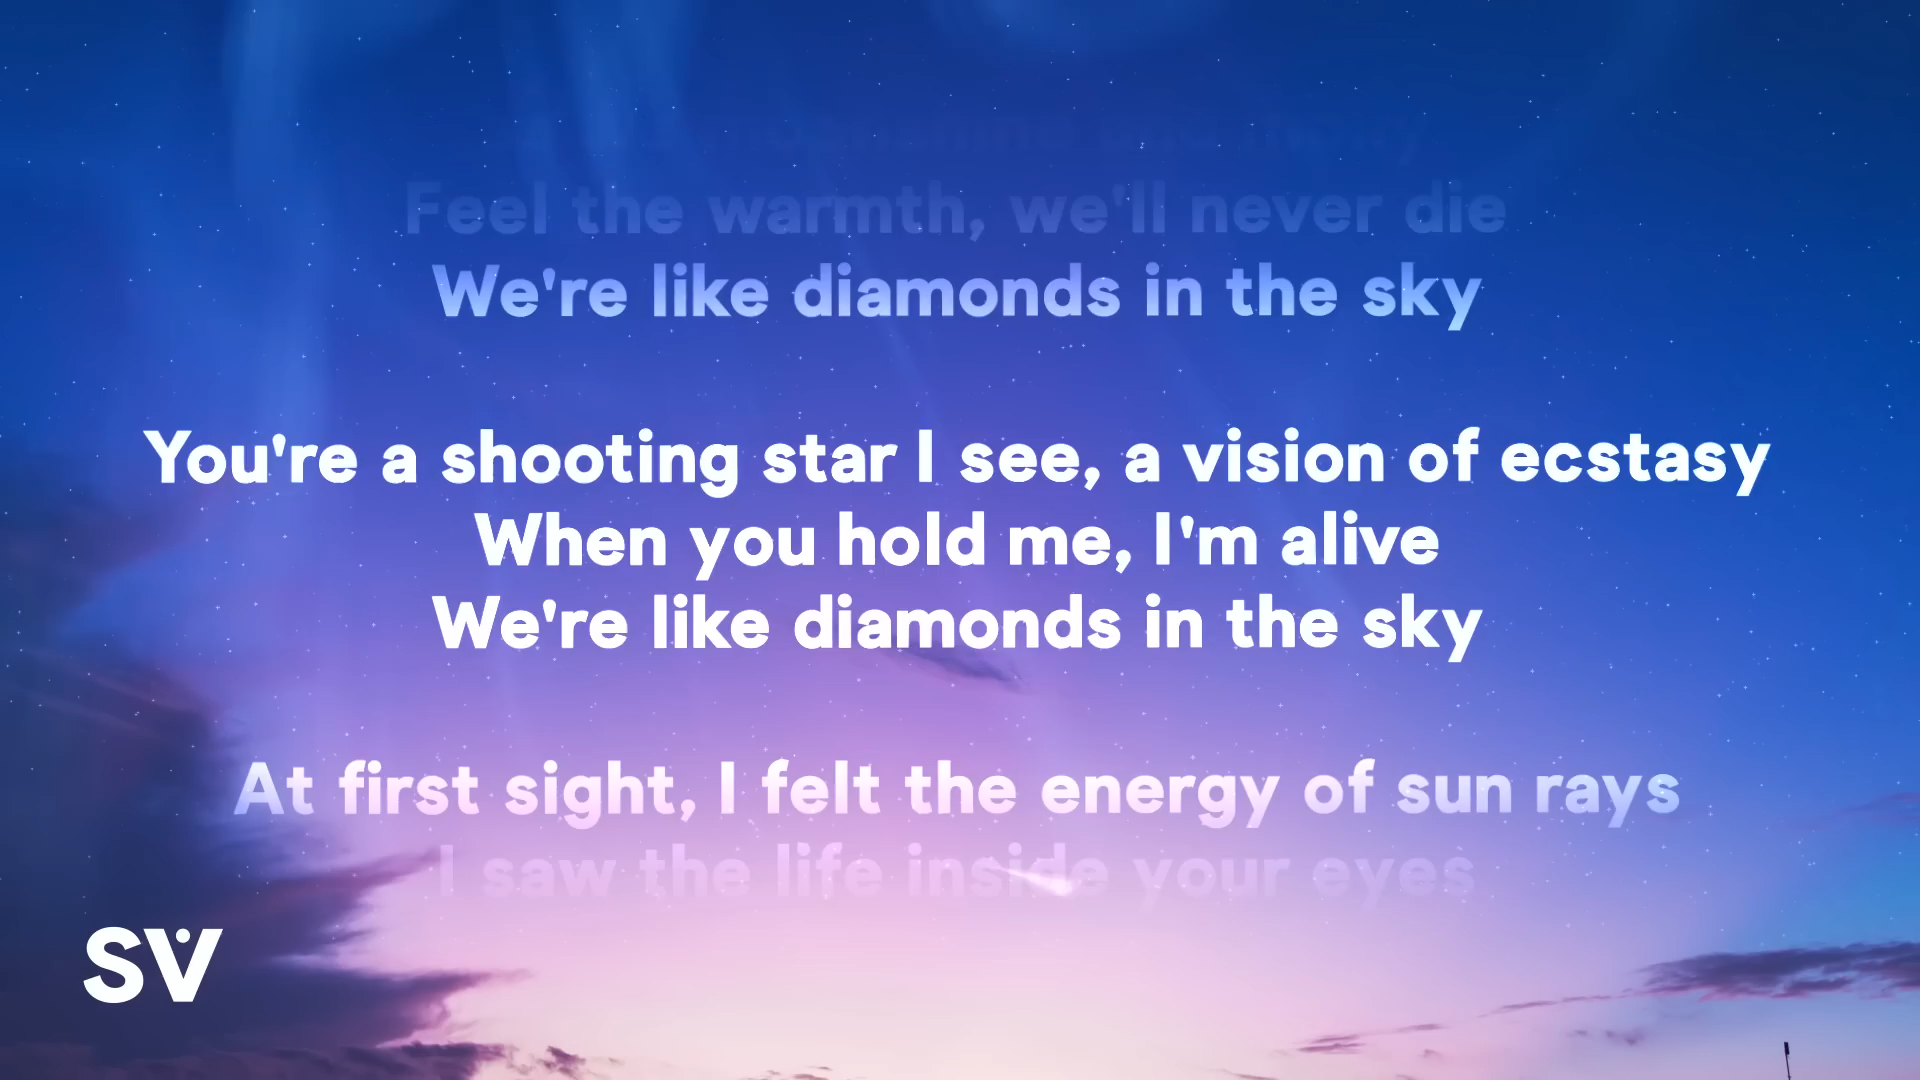 Feel the warmth, we'll never die
We're like diamonds in the sky
You're a shooting star I see, a vision of ecstasy
When you hold me, I'm alive
We're like diamonds in the sky
At first sight, I felt the energy of sun rays
I saw the life inside your eyes
SV